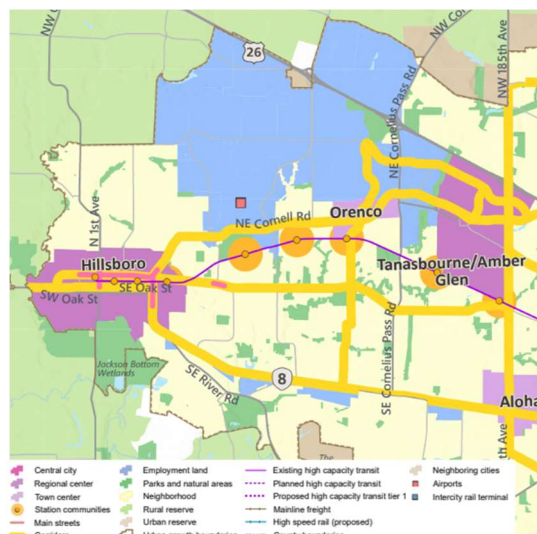 NW Co
26
NW 185th Ave
NE Cornelius Pass Rd
N 1st Ave
NE Cornell Rd
Orenco
Hillsboro
Tanasbourne/Amber
Glen
SE Oak St
SW Oak St
Jackson Bottom
Wetlands
SE River Rd
8
SE Cornelius Pass Rd
Aloha
th Ave
The
Central city
Employment land
Existing high capacity transit
Neighboring cities
Regional center
Parks and natural areas
Planned high capacity transit
Airports
Town center
Neighborhood
Proposed high capacity transit tier 1
Intercity rail terminal
Station communities
Rural reserve
Mainline freight
Main streets
Urban reserve
High speed rail (proposed)